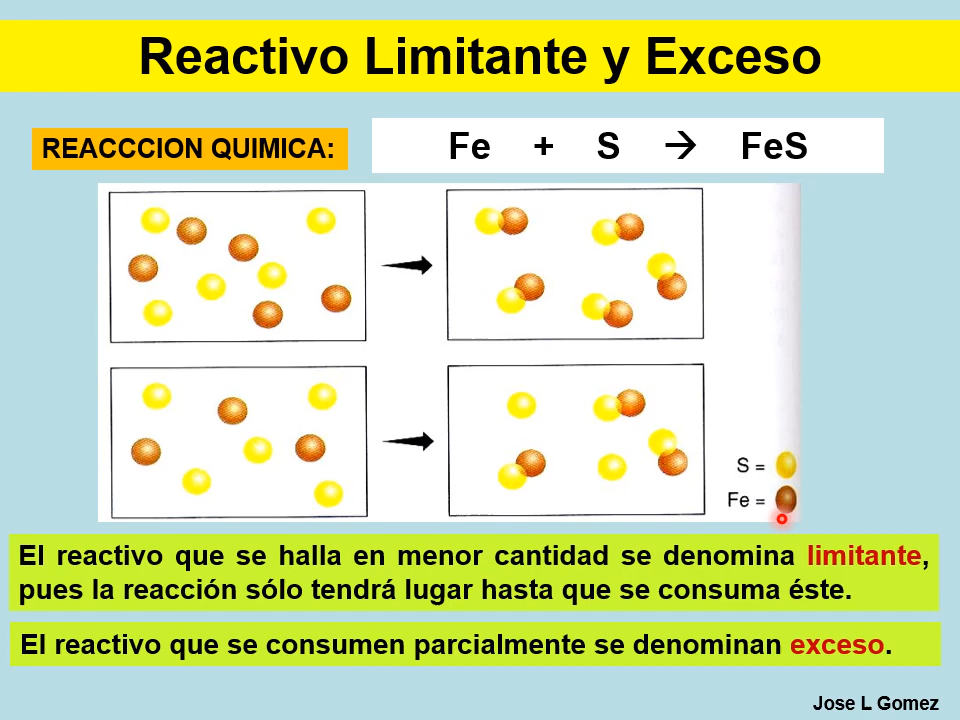 Reactivo Limitante y Exceso
REACCCION QUIMICA:
Fe + S → FeS
S =
Fe =
El reactivo que se halla en menor cantidad se denomina limitante,
pues la reacción sólo tendrá lugar hasta que se consuma éste.
El reactivo que se consumen parcialmente se denominan exceso.
Jose L Gomez